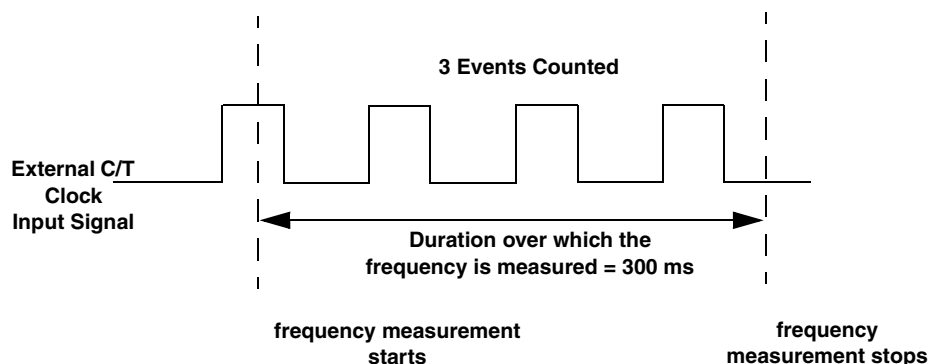 3 Events Counted
External C/T
Clock
Input Signal
Duration over which the
frequency is measured = 300 ms
frequency measurement
starts
frequency
measurement stops